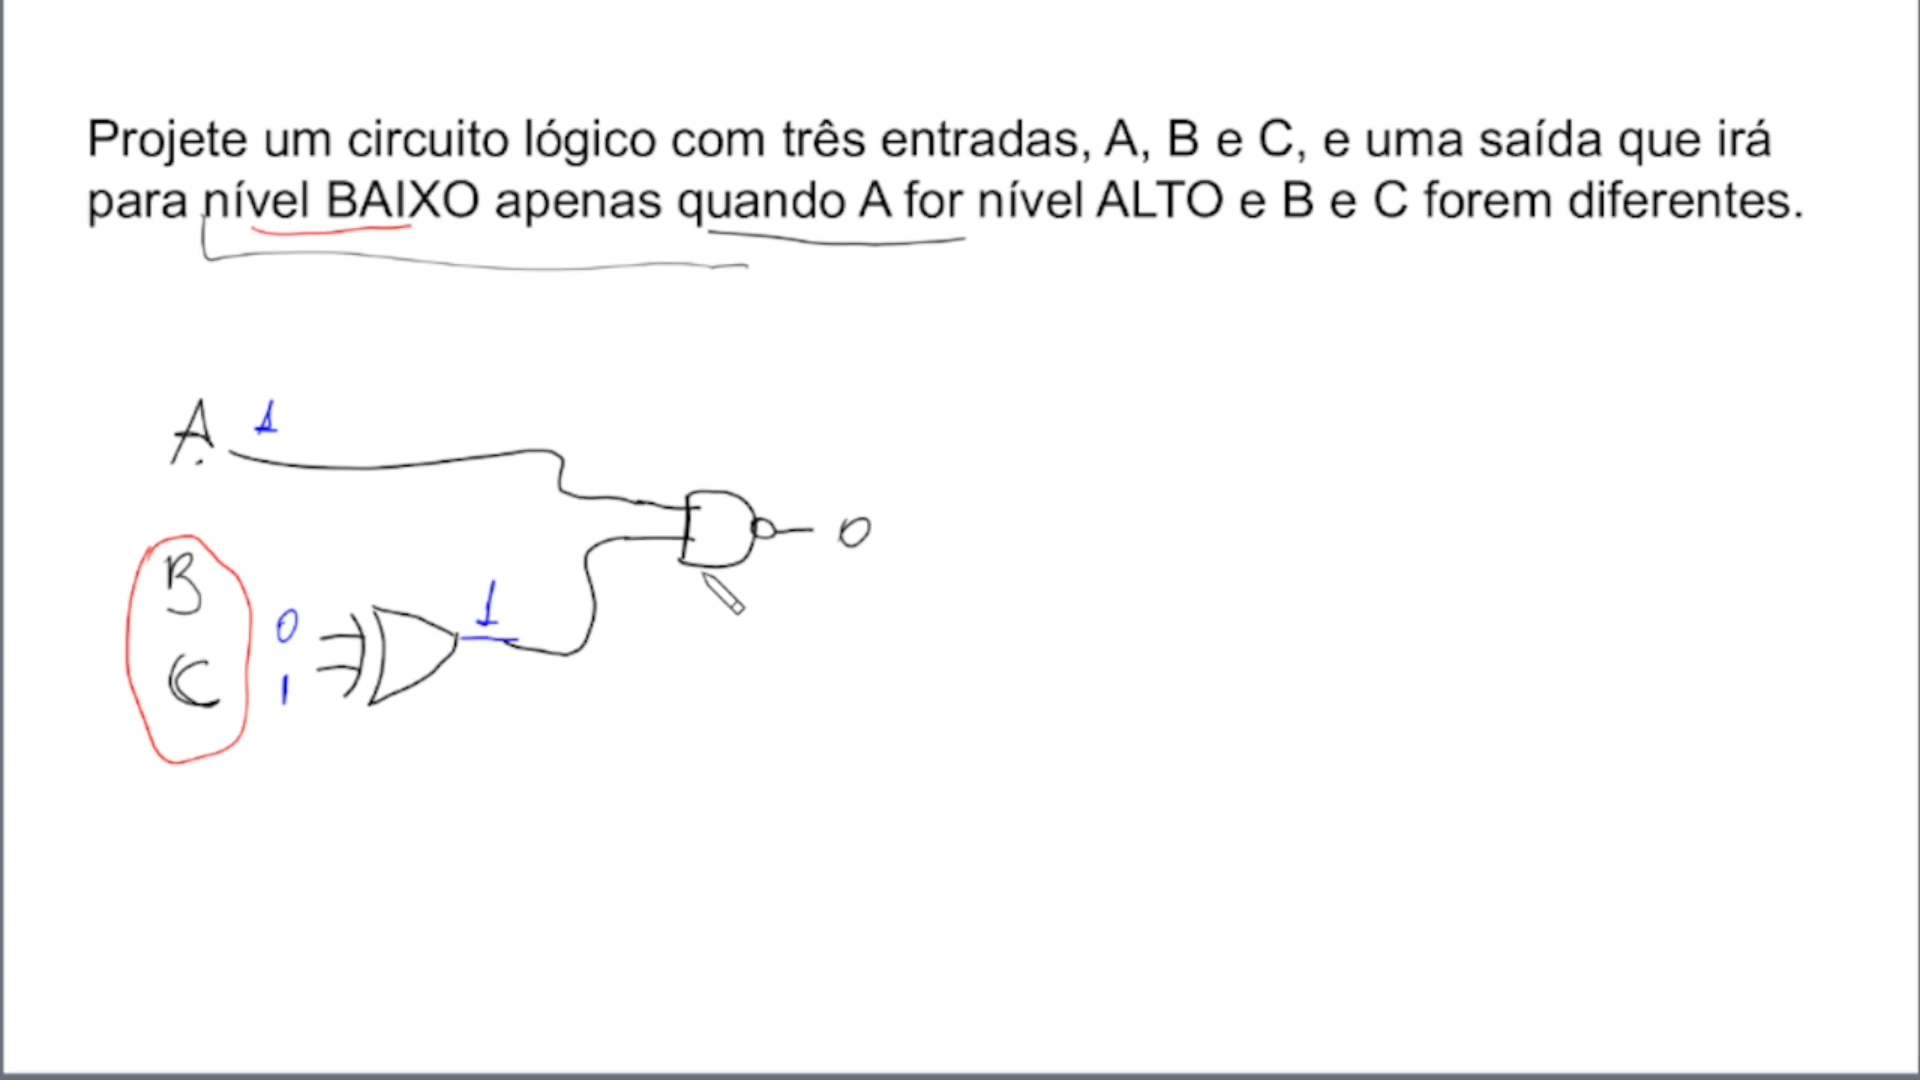 Projete um circuito lógico com três entradas, A, B e C, e uma saída que irá
para nível BAIXO apenas quando A for nível ALTO e B e C forem diferentes.
A 1
0
B
0
1
C
1